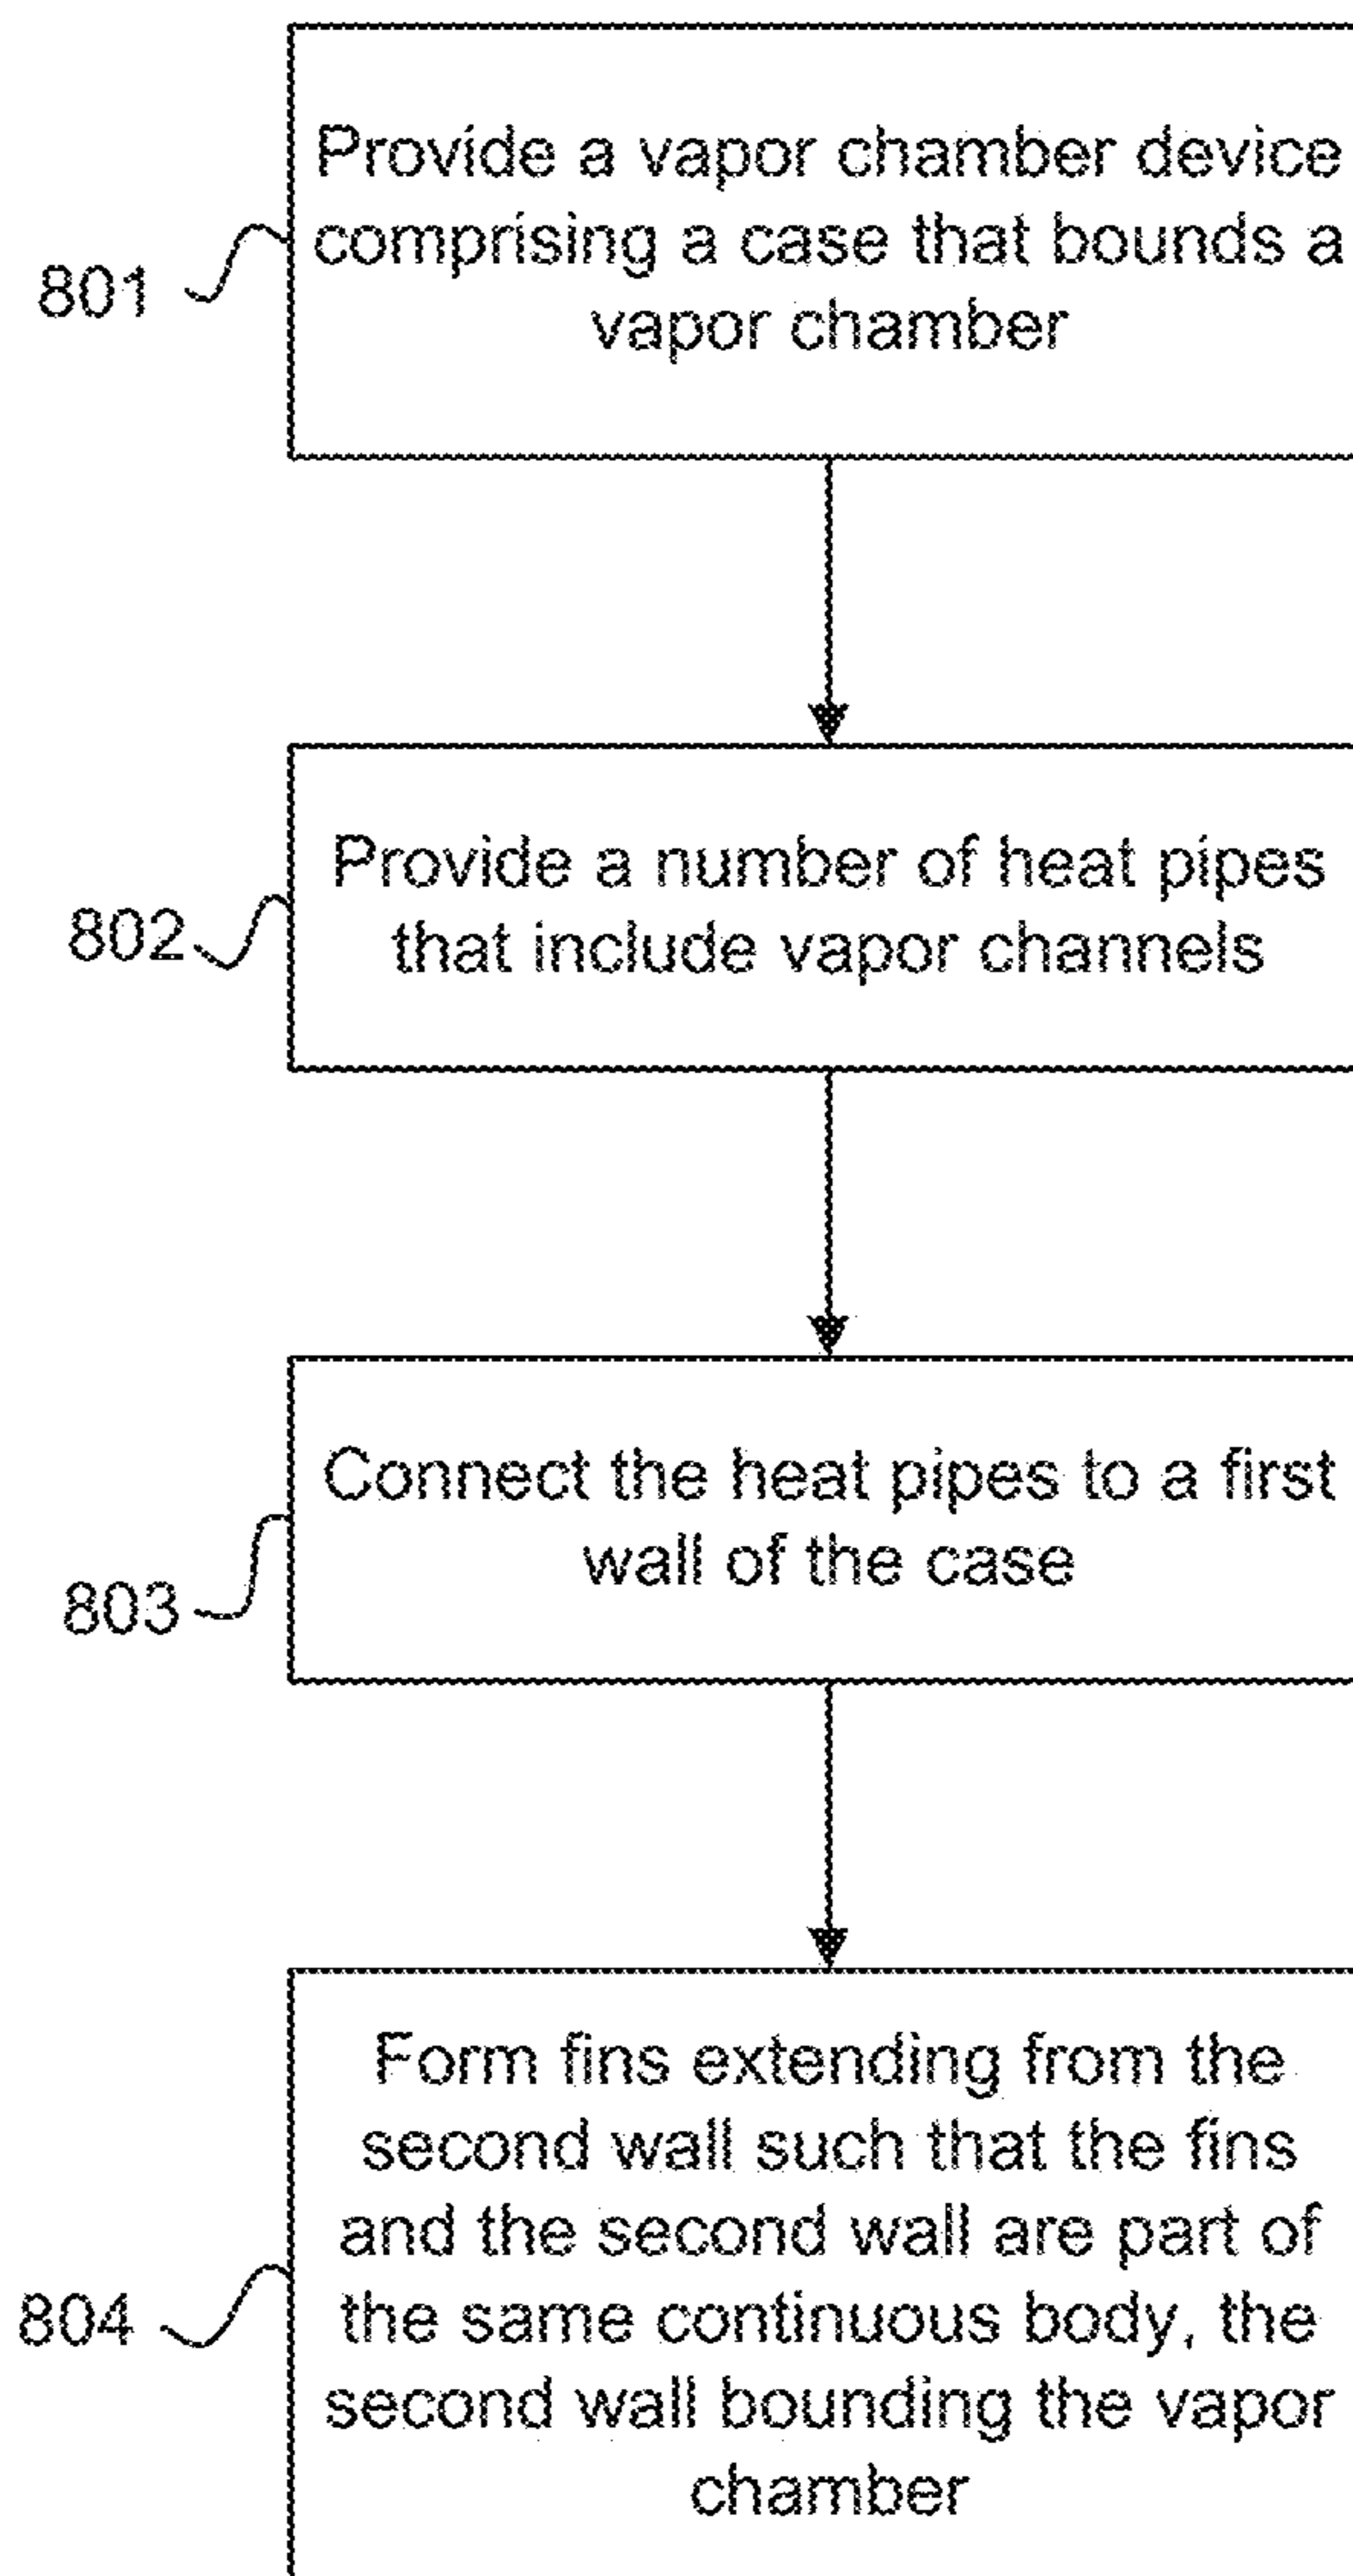 Provide a vapor chamber device
comprising a case that bounds a
vapor chamber
801
Provide a number of heat pipes
that include vapor channels
802
Connect the heat pipes to a first
wall of the case
803
Form fins extending from the
second wall such that the fins
and the second wall are part of
the same continuous body, the
second wall bounding the vapor
chamber
804